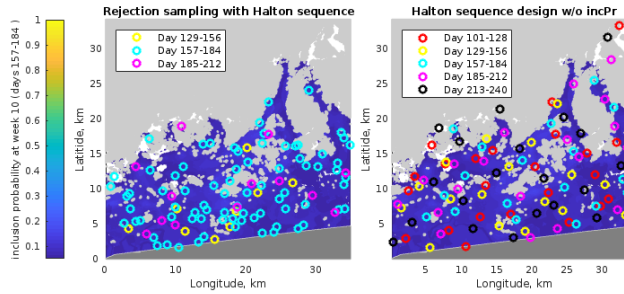 Rejection sampling with Halton sequence
Halton sequence design w/o incPr
inclusion probability at week 10 (days 157-184 )
1
0.9
0.8
0.7
0.6
0.5
0.4
0.3
0.2
0.1
Lattitide, km
30
25
20
15
10
5
0
Day 129-156
Day 157-184
Day 185-212
0
10
20
30
Longitude, km
Lattitide, km
30
25
20
15
10
5
0
Day 101-128
Day 129-156
Day 157-184
Day 185-212
Day 213-240
5
10
15
20
25
30
Longitude, km